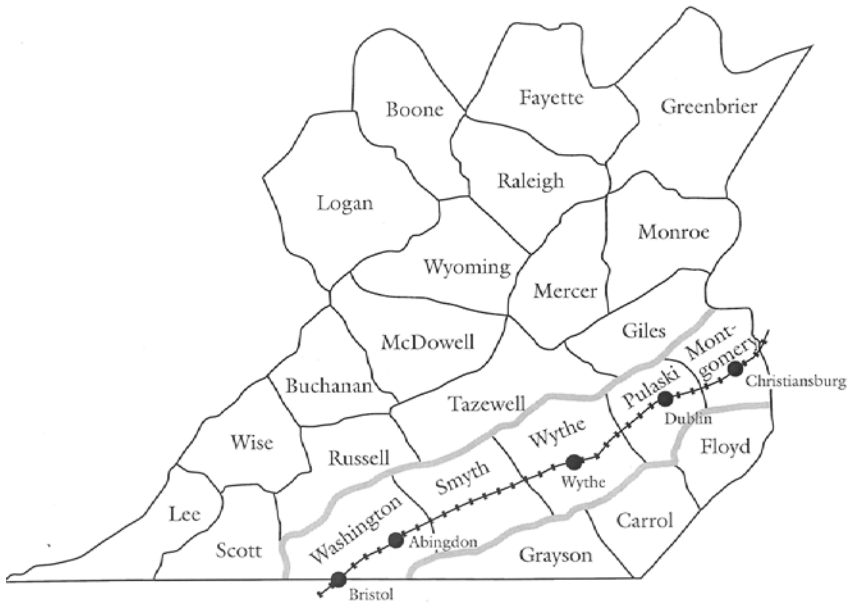 Boone
Fayette
Greenbrier
Logan
Raleigh
Monroe
Wyoming
Mercer
McDowell
Giles
Mont-
gomery
Buchanan
Tazewell
Pulaski
Christiansburg
Dublin
Wise
Russell
Wythe
Floyd
Smyth
Wythe
Lee
Scott
Washington
Abingdon
Carrol
Grayson
Bristol